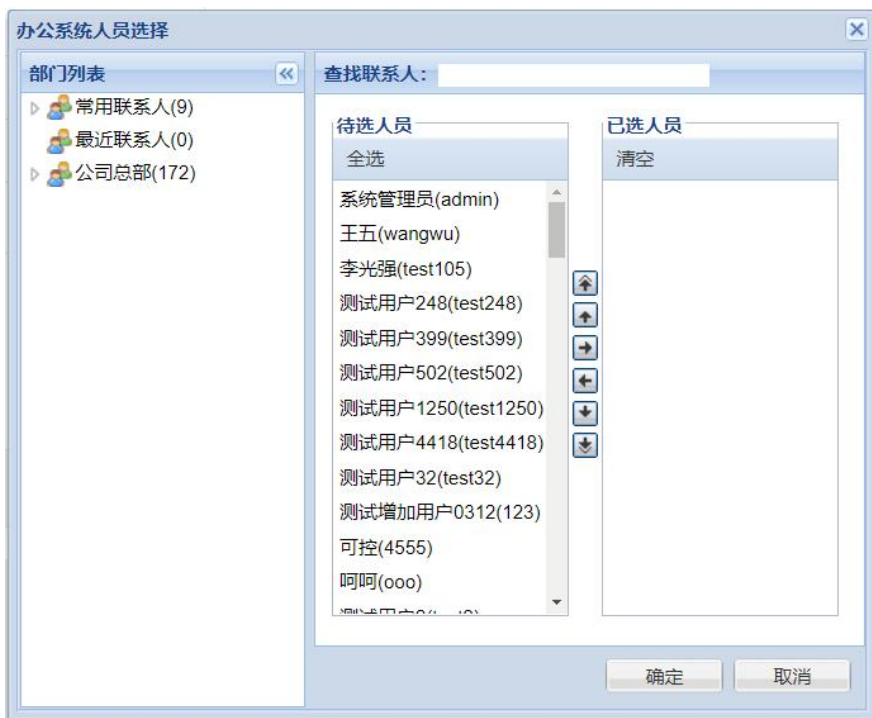 办公系统人员选择
部门列表
查找联系人：
常用联系人(9)
最近联系人(0)
公司总部(172)
待选人员
全选
系统管理员(admin)
王五(wangwu)
李光强(test105)
测试用户248(test248)
测试用户399(test399)
测试用户502(test502)
测试用户1250(test1250)
测试用户4418(test4418)
测试用户32(test32)
测试增加用户0312(123)
可控(4555)
呵呵(ooo)
已选人员
清空
确定
取消